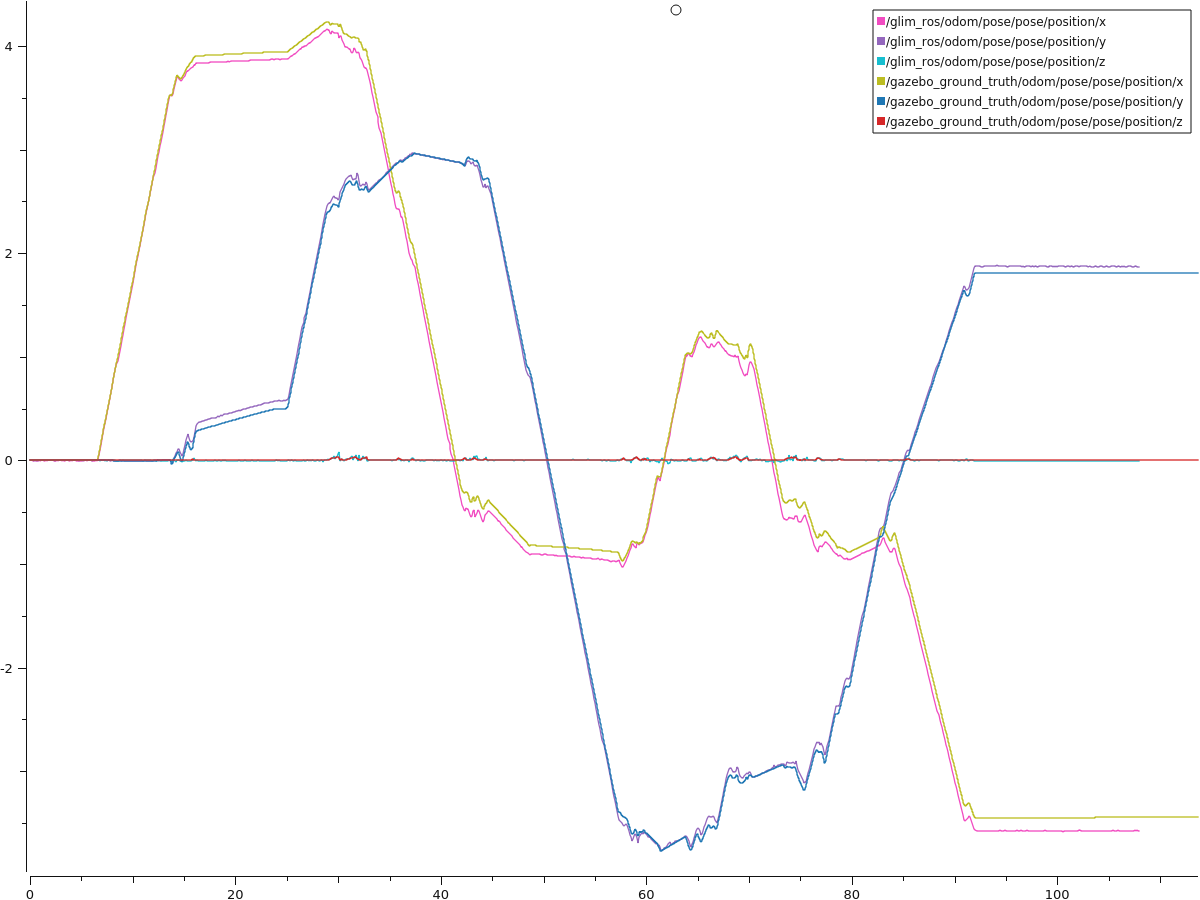 /glim_ros/odom/pose/pose/position/x
/glim_ros/odom/pose/pose/position/y
/glim_ros/odom/pose/pose/position/z
/gazebo_ground_truth/odom/pose/pose/position/x
/gazebo_ground_truth/odom/pose/pose/position/y
/gazebo_ground_truth/odom/pose/pose/position/z
4
2
0
-2
0 20 40 60 80 100